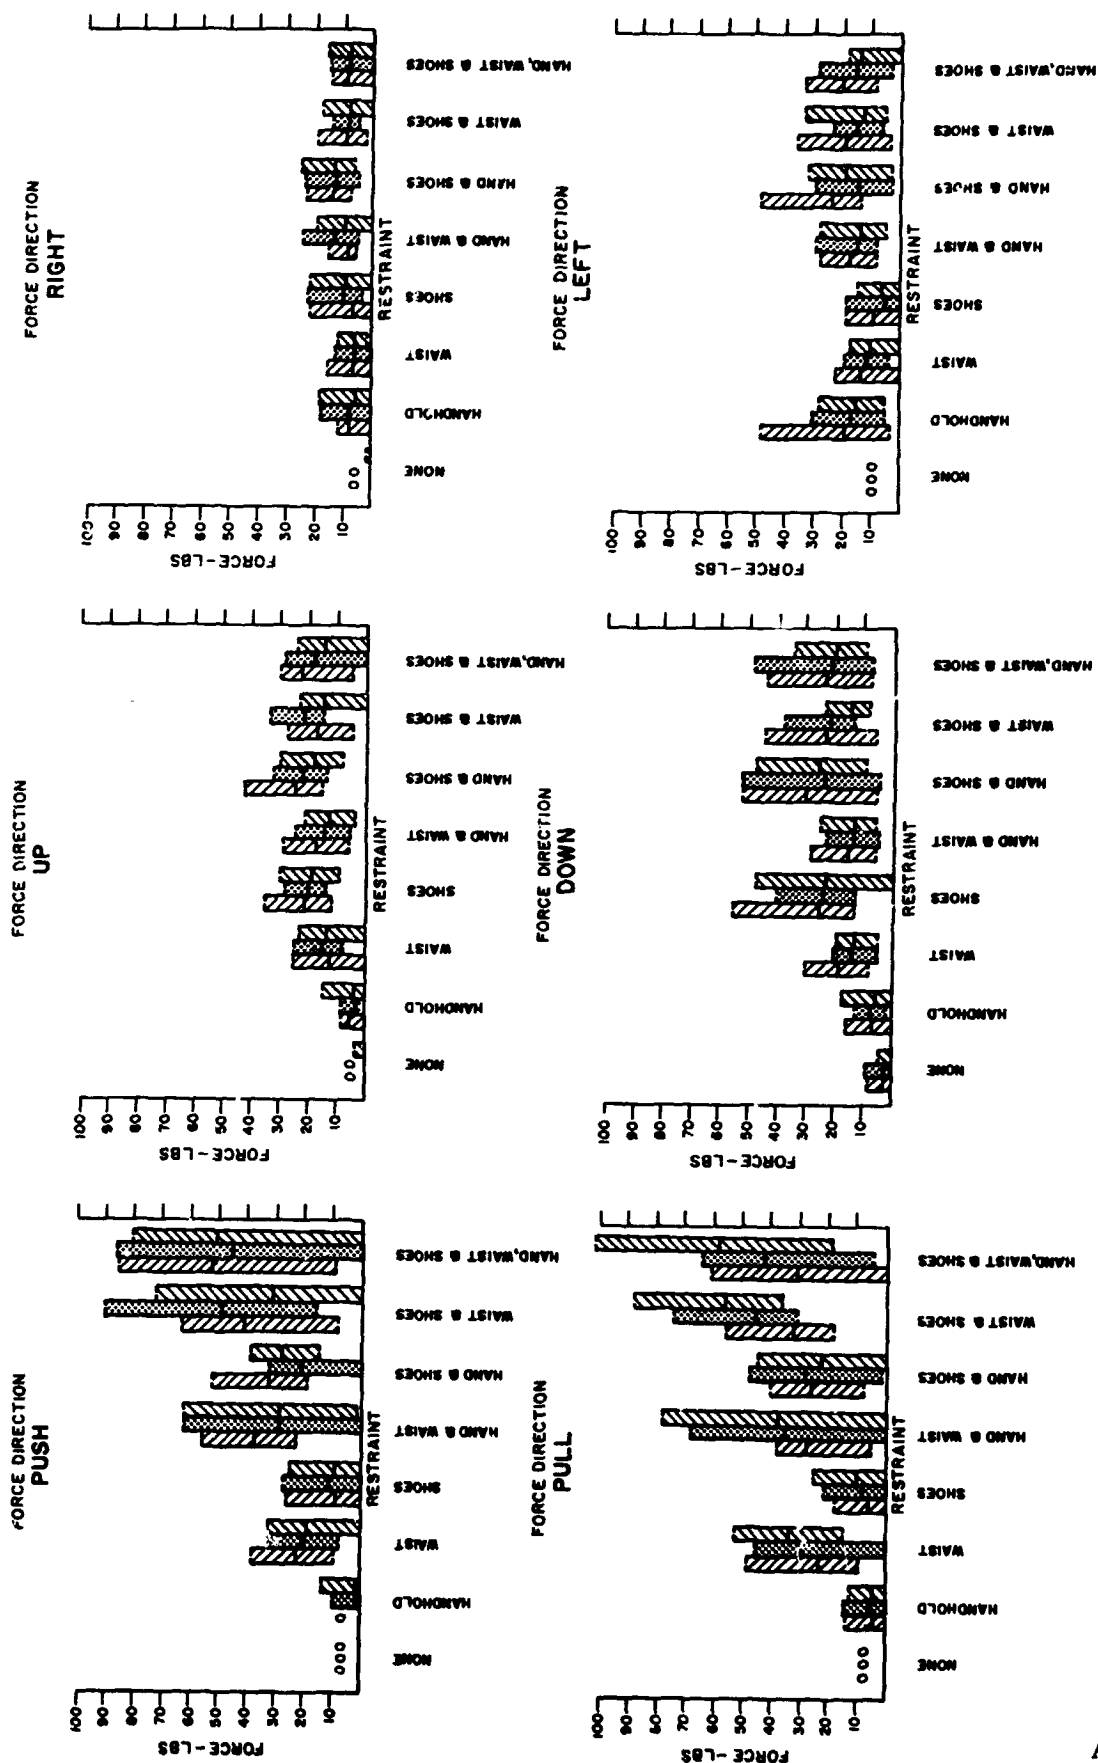 FORCE DIRECTION
PUSH
FORCE-LBS
100
90
80
70
60
50
40
30
20
10
000
0
NONE
HANDHOLD
WAIST
SHOES
HAND & WAIST
HAND & SHOES
WAIST & SHOES
HAND, WAIST & SHOES
RESTRAINT
FORCE DIRECTION
UP
FORCE-LBS
100
90
80
70
60
50
40
30
20
10
00
NONE
HANDHOLD
WAIST
SHOES
HAND & WAIST
HAND & SHOES
WAIST & SHOES
HAND, WAIST & SHOES
RESTRAINT
FORCE DIRECTION
RIGHT
FORCE-LBS
100
90
80
70
60
50
40
30
20
10
00
NONE
HANDHOLD
WAIST
SHOES
HAND & WAIST
HAND & SHOES
WAIST & SHOES
HAND, WAIST & SHOES
RESTRAINT
FORCE DIRECTION
PULL
FORCE-LBS
100
90
80
70
60
50
40
30
20
10
000
NONE
HANDHOLD
WAIST
SHOES
HAND & WAIST
HAND & SHOES
WAIST & SHOES
HAND, WAIST & SHOES
RESTRAINT
FORCE DIRECTION
DOWN
FORCE-LBS
100
90
80
70
60
50
40
30
20
10
NONE
HANDHOLD
WAIST
SHOES
HAND & WAIST
HAND & SHOES
WAIST & SHOES
HAND, WAIST & SHOES
RESTRAINT
FORCE DIRECTION
LEFT
FORCE-LBS
100
90
80
70
60
50
40
30
20
10
000
NONE
HANDHOLD
WAIST
SHOES
HAND & WAIST
HAND & SHOES
WAIST & SHOES
HAND, WAIST & SHOES
RESTRAINT